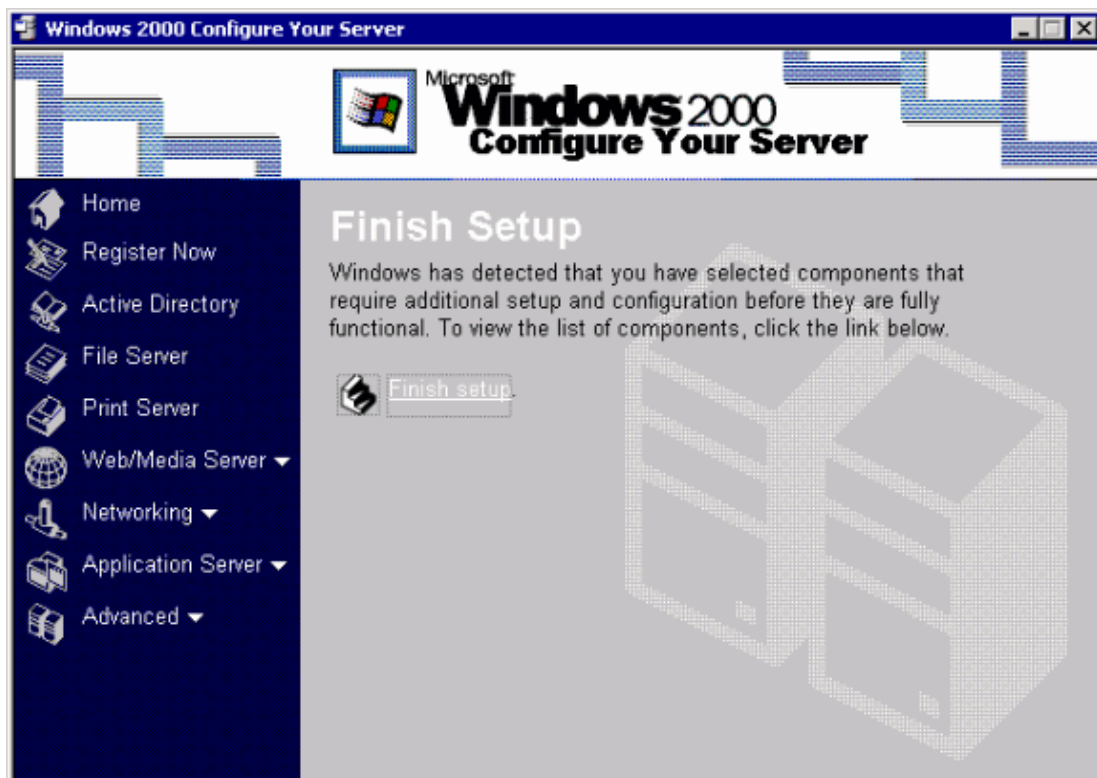 Windows 2000 Configure Your Server
Microsoft
Windows 2000
Configure Your Server
Home
Register Now
Active Directory
File Server
Print Server
Web/Media Server
Networking
Application Server
Advanced
Finish Setup
Windows has detected that you have selected components that
require additional setup and configuration before they are fully
functional. To view the list of components, click the link below.
Finish setup.